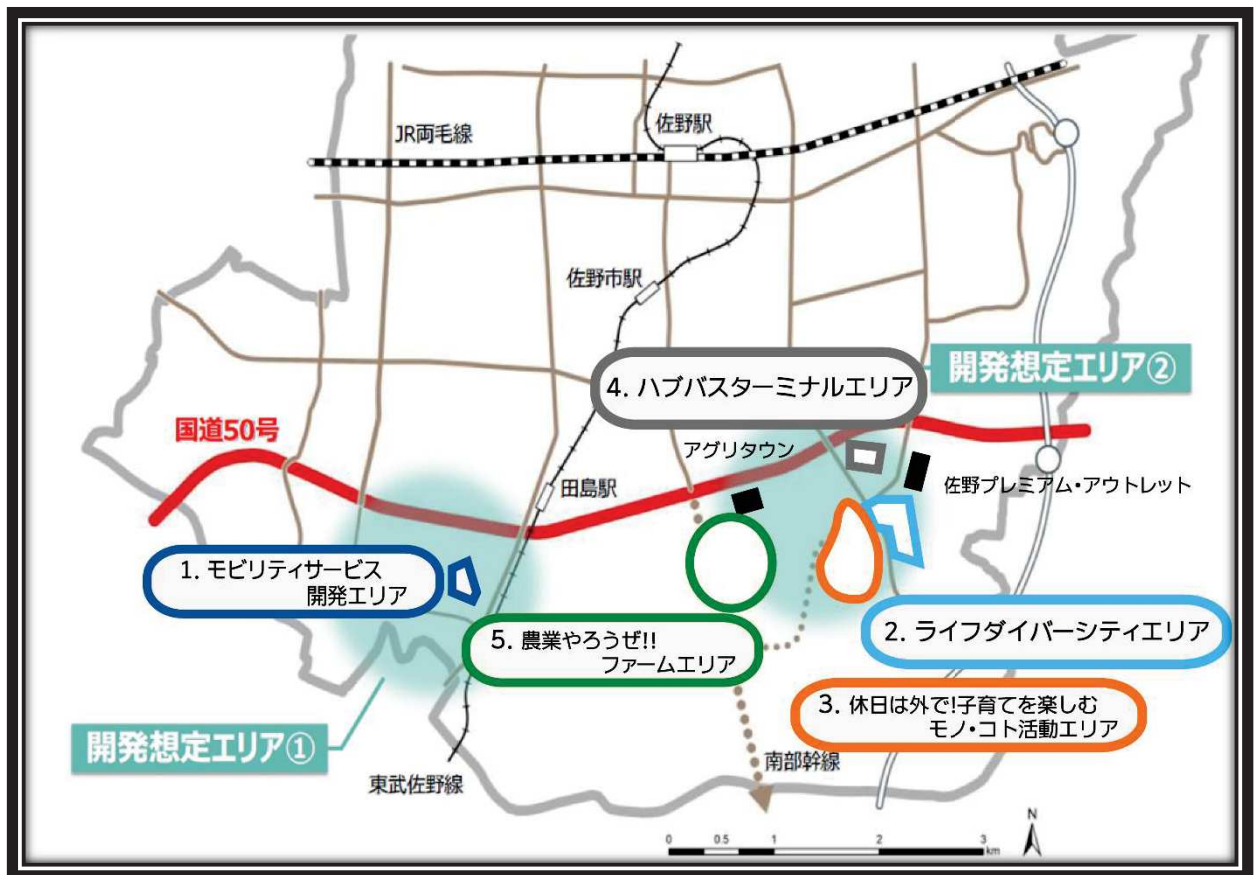 JR両毛線
佐野駅
佐野市駅
4. ハブバスターミナルエリア
開発想定エリア②
国道50号
アグリタウン
佐野プレミアム・アウトレット
田島駅
1. モビリティサービス
開発エリア
5. 農業やろうぜ!!
ファームエリア
2. ライフダイバーシティエリア
3. 休日は外で!子育てを楽しむ
モノ・コト活動エリア
開発想定エリア①
東武佐野線
南部幹線
N
0 0.5 1 2 3
km